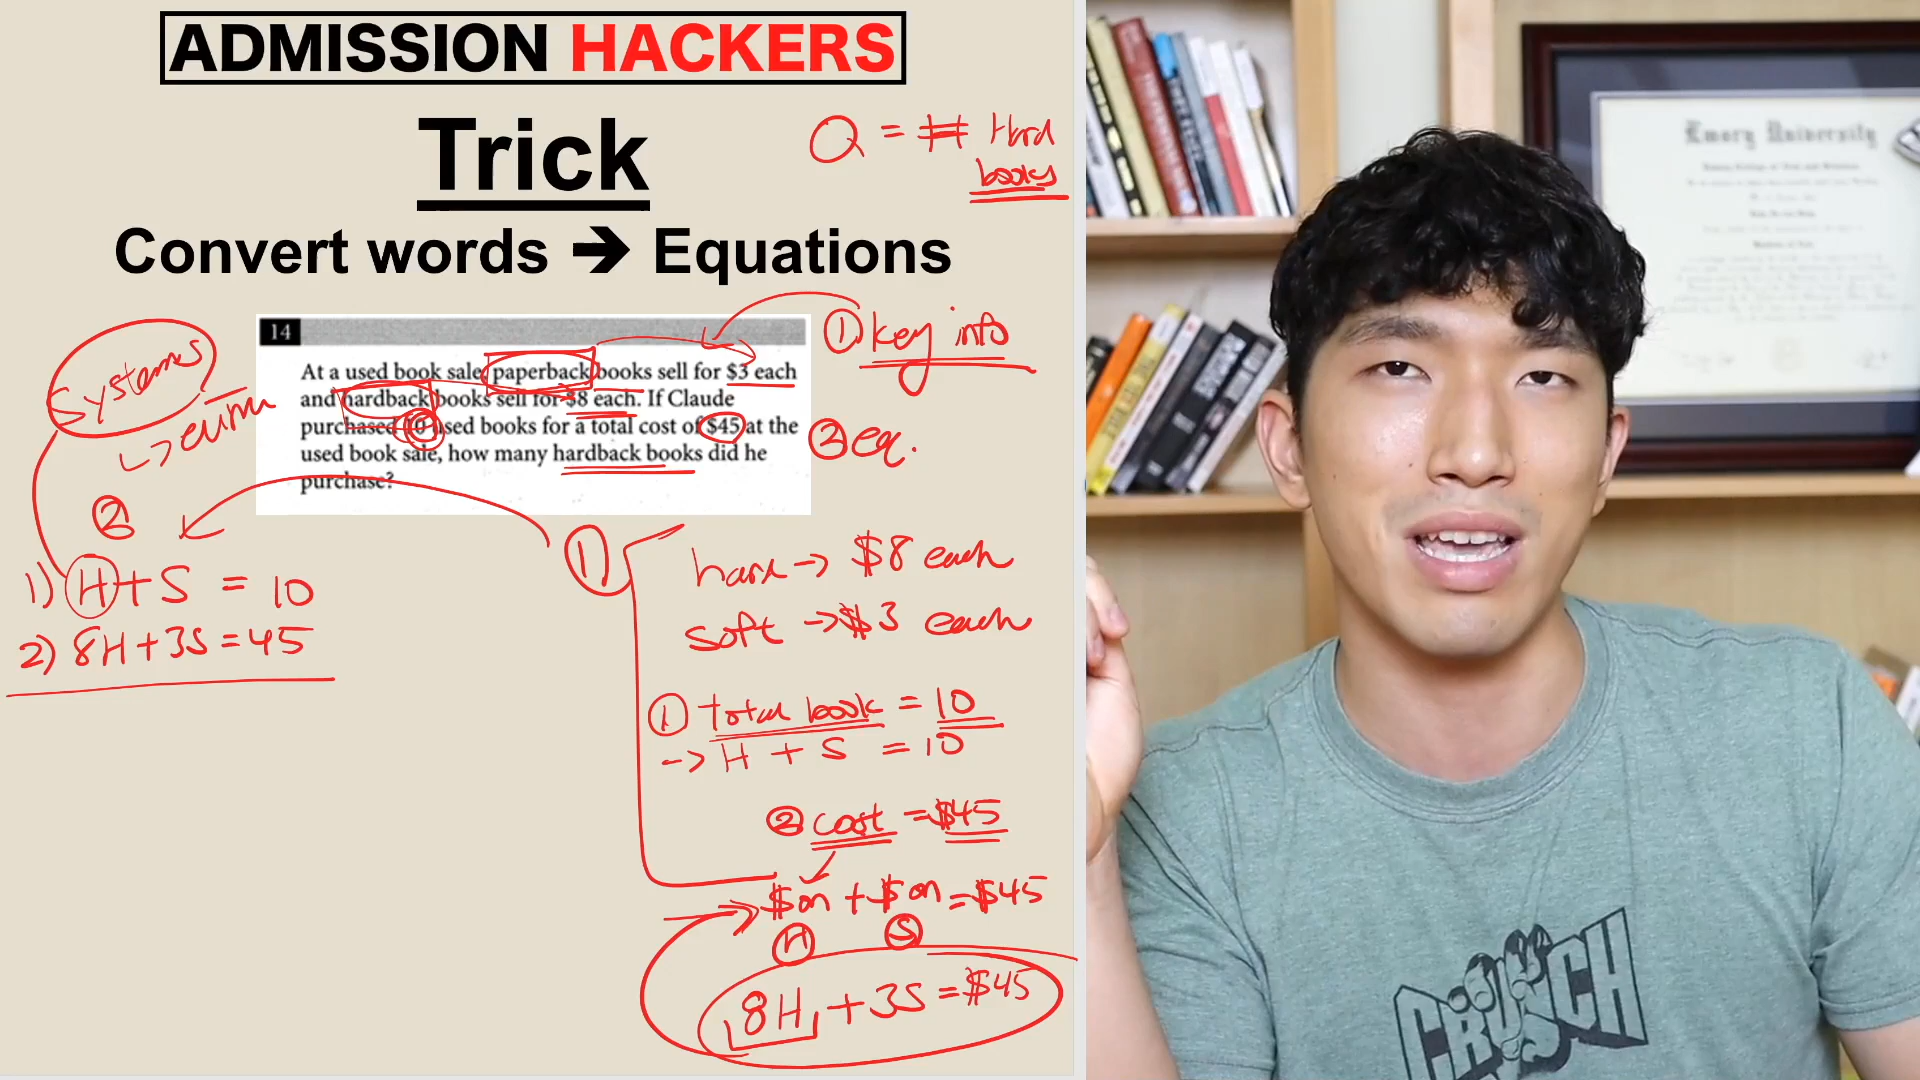 ADMISSION HACKERS
Trick
Convert words → Equations
Q = # Hard
books
14
At a used book sale, paperback books sell for $3 each
and hardback books sell for $8 each. If Claude
purchased 10 used books for a total cost of $45 at the
used book sale, how many hardback books did he
purchase?
① key info
② eq.
Systems
↳ elim
②
1) H + S = 10
2) 8H + 3S = 45
①
hard → $8 each
soft → $3 each
① total book = 10
→ H + S = 10
② cost = $45
$ on + $ on = $45
H S
8H + 3S = $45
Emory University
CRUNCH